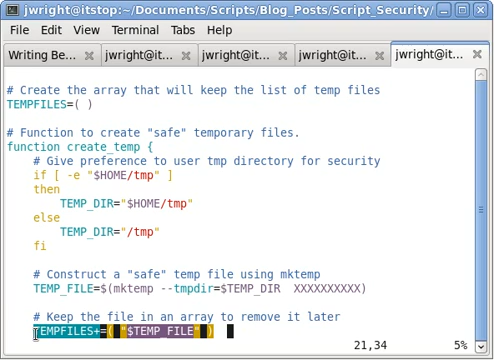 jwright@itstop:~/Documents/Scripts/Blog_Posts/Script_Security/
File Edit View Terminal Tabs Help
Writing Be... jwright@it... jwright@it... jwright@it... jwright@it...
# Create the array that will keep the list of temp files
TEMPFILES=( )
# Function to create "safe" temporary files.
function create_temp {
# Give preference to user tmp directory for security
if [ -e "$HOME/tmp" ]
then
TEMP_DIR="$HOME/tmp"
else
TEMP_DIR="/tmp"
fi
# Construct a "safe" temp file using mktemp
TEMP_FILE=$(mktemp --tmpdir=$TEMP_DIR XXXXXXXXXX)
# Keep the file in an array to remove it later
TEMPFILES+=( "$TEMP_FILE" )
21,34 5%